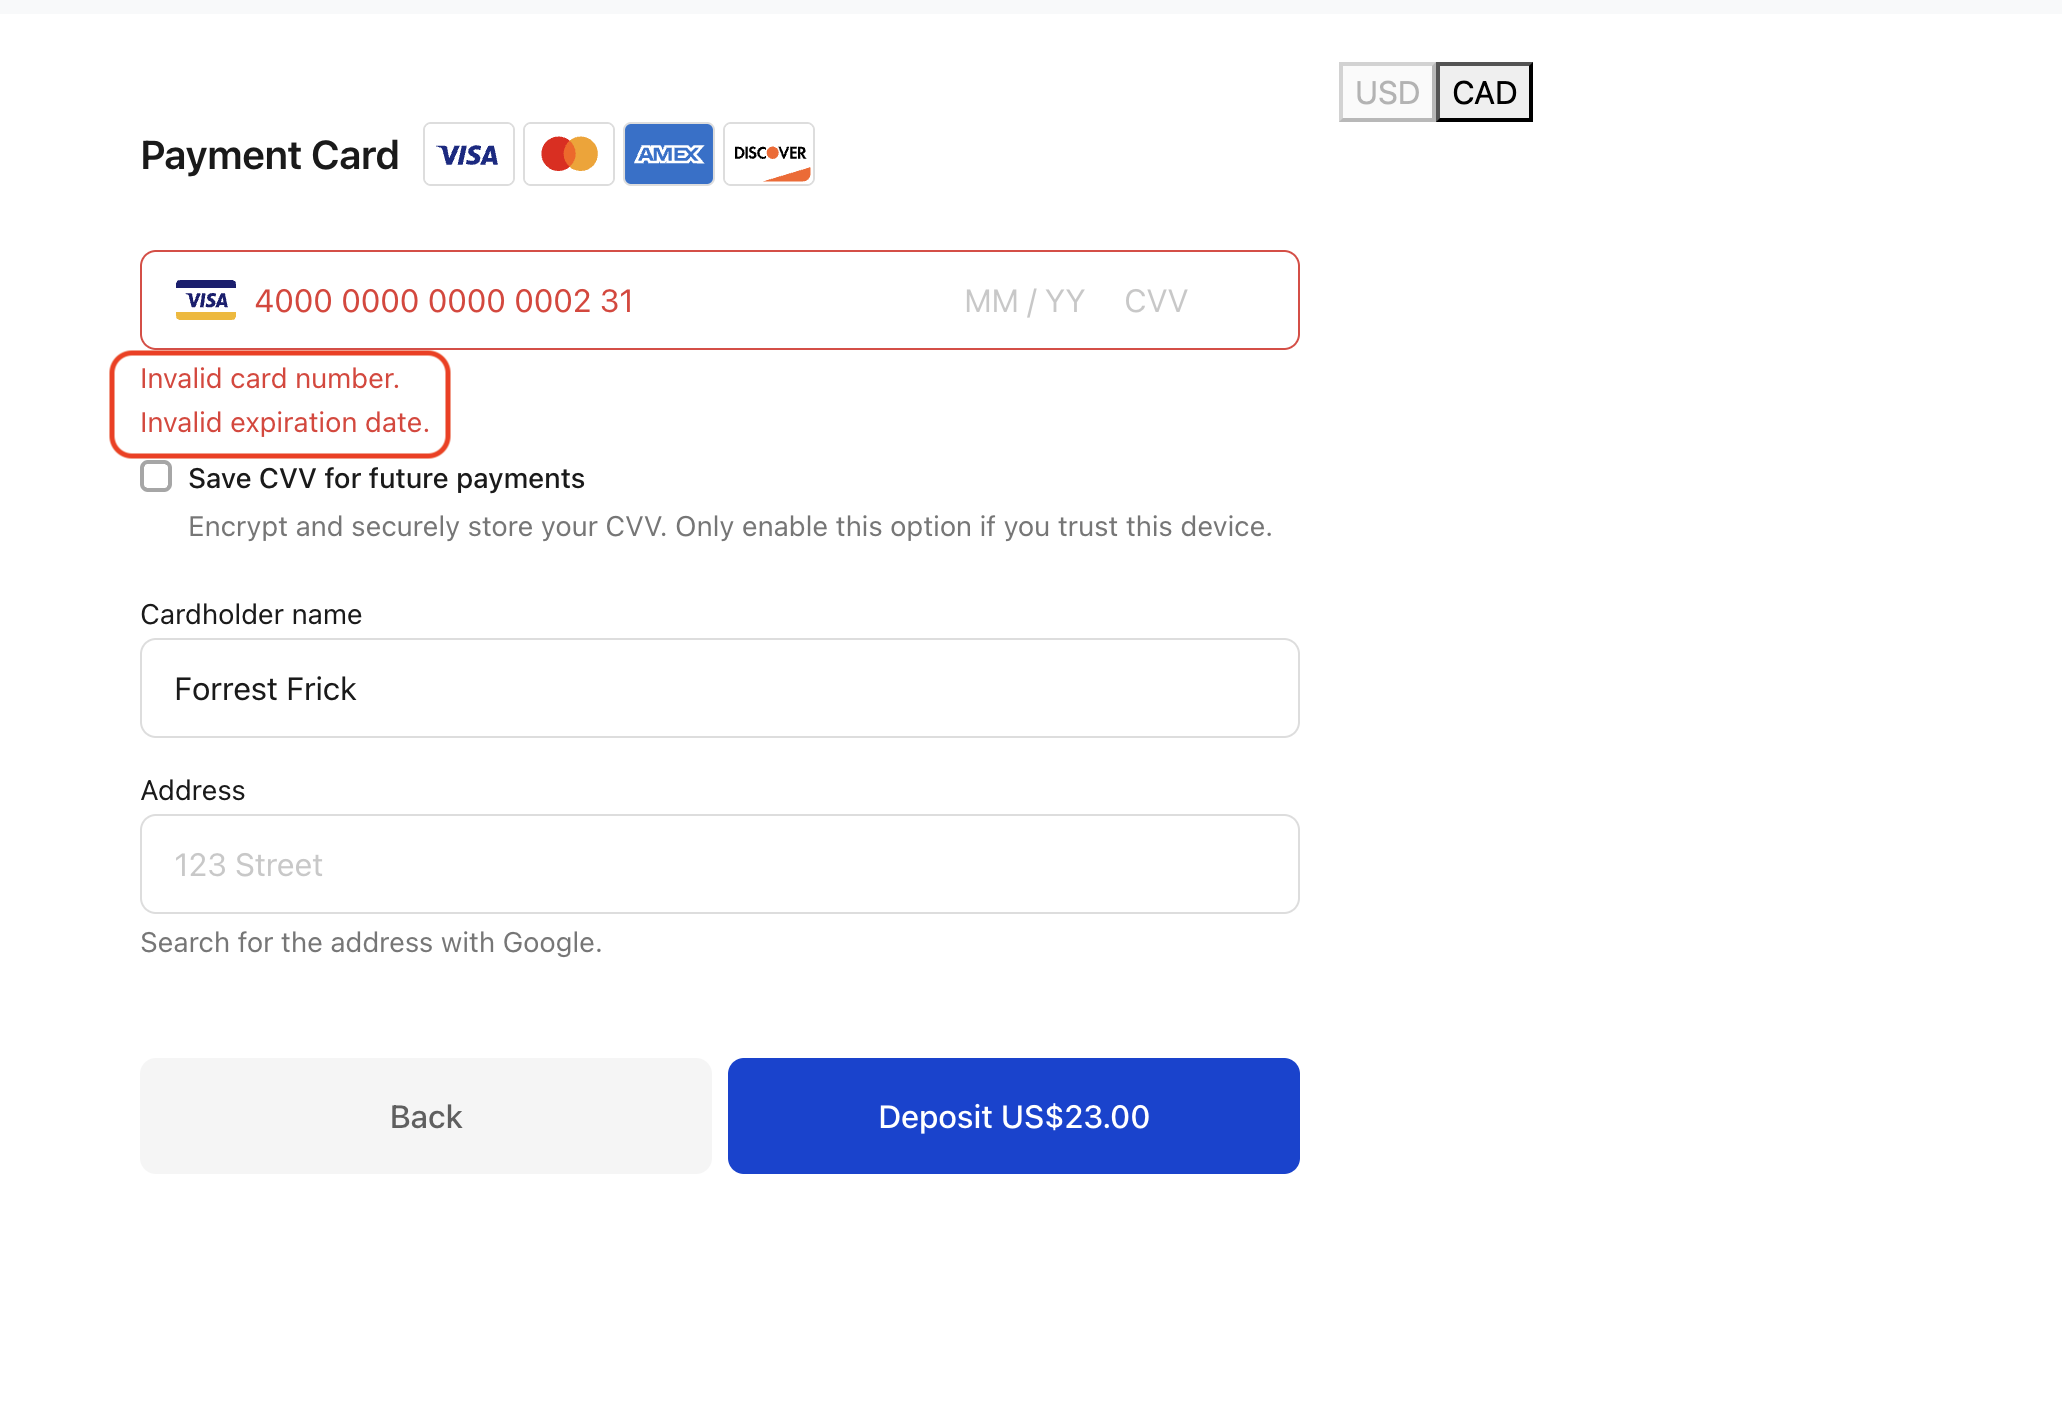 USD CAD
Payment Card VISA AMEX DISCOVER
VISA 4000 0000 0000 0002 31 MM / YY CVV
Invalid card number.
Invalid expiration date.
Save CVV for future payments
Encrypt and securely store your CVV. Only enable this option if you trust this device.
Cardholder name
Forrest Frick
Address
123 Street
Search for the address with Google.
Back Deposit US$23.00